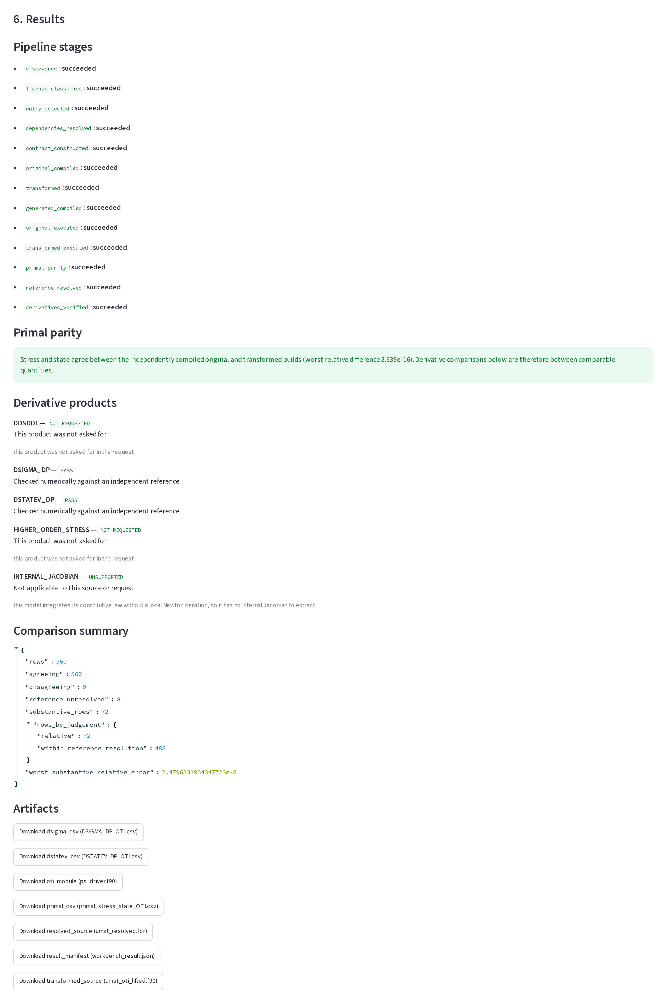 6. Results
Pipeline stages
• discovered : succeeded
• license_classified : succeeded
• entry_detected : succeeded
• dependencies_resolved : succeeded
• contract_constructed : succeeded
• original_compiled : succeeded
• transformed : succeeded
• generated_compiled : succeeded
• original_executed : succeeded
• transformed_executed : succeeded
• primal_parity : succeeded
• reference_resolved : succeeded
• derivatives_verified : succeeded
Primal parity
Stress and state agree between the independently compiled original and transformed builds (worst relative difference 2.639e-16). Derivative comparisons below are therefore between comparable
quantities.
Derivative products
DDSDDE — NOT REQUESTED
This product was not asked for
this product was not asked for in the request
DSIGMA_DP — PASS
Checked numerically against an independent reference
DSTATEV_DP — PASS
Checked numerically against an independent reference
HIGHER_ORDER_STRESS — NOT REQUESTED
This product was not asked for
this product was not asked for in the request
INTERNAL_JACOBIAN — UNSUPPORTED
Not applicable to this source or request
this model integrates its constitutive law without a local Newton iteration, so it has no internal Jacobian to extract
Comparison summary
{
"rows" : 560
"agreeing" : 560
"disagreeing" : 0
"reference_unresolved" : 0
"substantive_rows" : 72
"rows_by_judgement" : {
"relative" : 72
"within_reference_resolution" : 488
}
"worst_substantive_relative_error" : 2.4796331934347723e-8
}
Artifacts
Download dsigma_csv (DSIGMA_DP_OTI.csv)
Download dstatev_csv (DSTATEV_DP_OTI.csv)
Download oti_module (ps_driver.f90)
Download primal_csv (primal_stress_state_OTI.csv)
Download resolved_source (umat_resolved.for)
Download result_manifest (workbench_result.json)
Download transformed_source (umat_oti_lifted.f90)